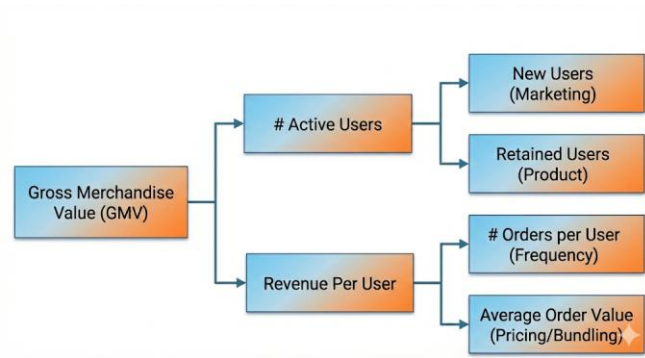 Gross Merchandise
Value (GMV)
# Active Users
Revenue Per User
New Users
(Marketing)
Retained Users
(Product)
# Orders per User
(Frequency)
Average Order Value
(Pricing/Bundling)